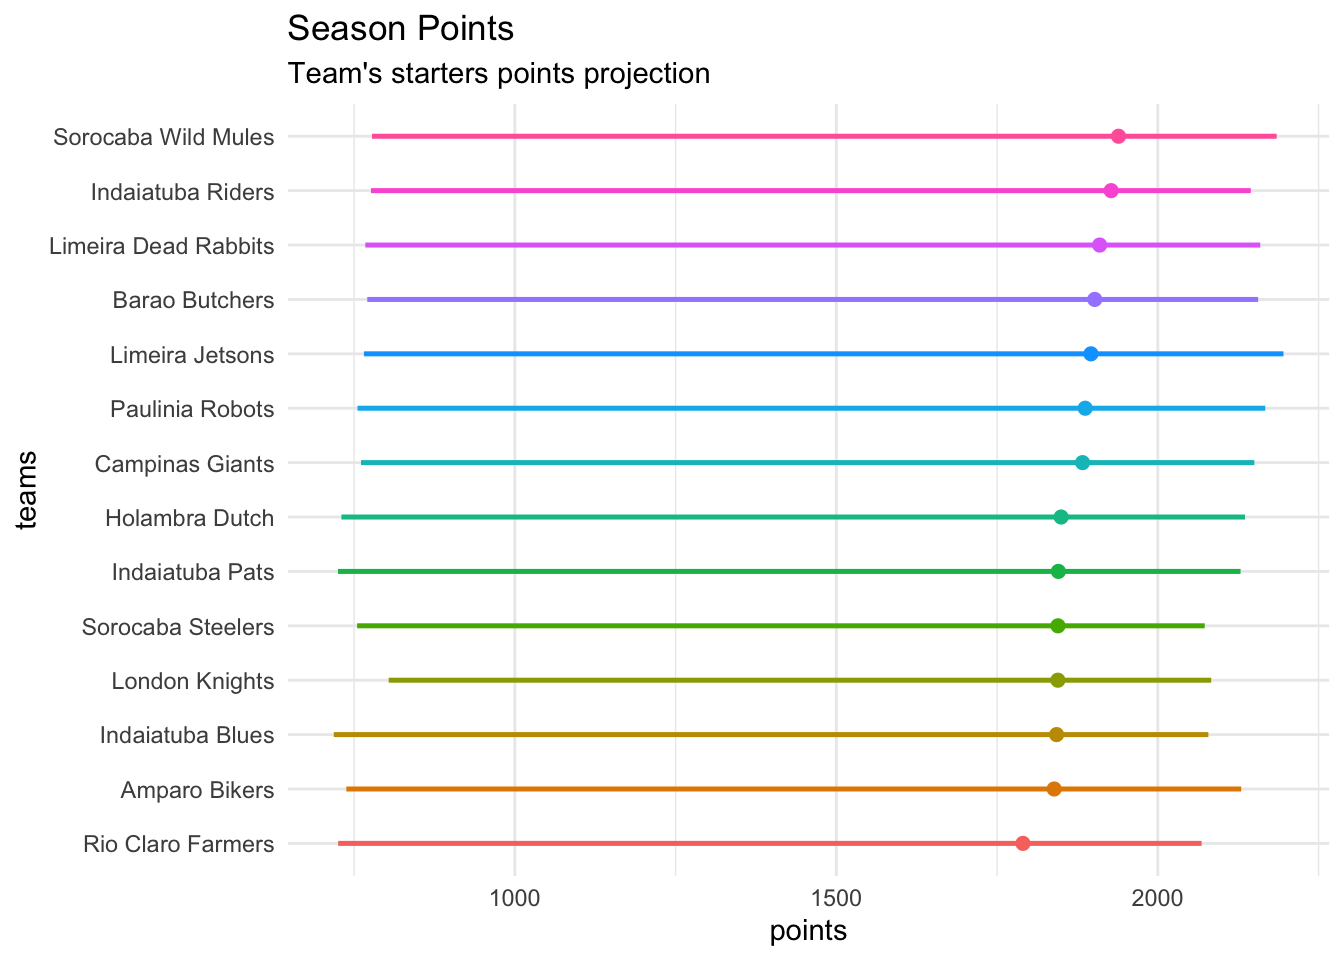 Season Points
Team's starters points projection
Sorocaba Wild Mules
Indaiatuba Riders
Limeira Dead Rabbits
Barao Butchers
Limeira Jetsons
Paulinia Robots
Campinas Giants
Holambra Dutch
Indaiatuba Pats
Sorocaba Steelers
London Knights
Indaiatuba Blues
Amparo Bikers
Rio Claro Farmers
teams
1000 1500 2000
points